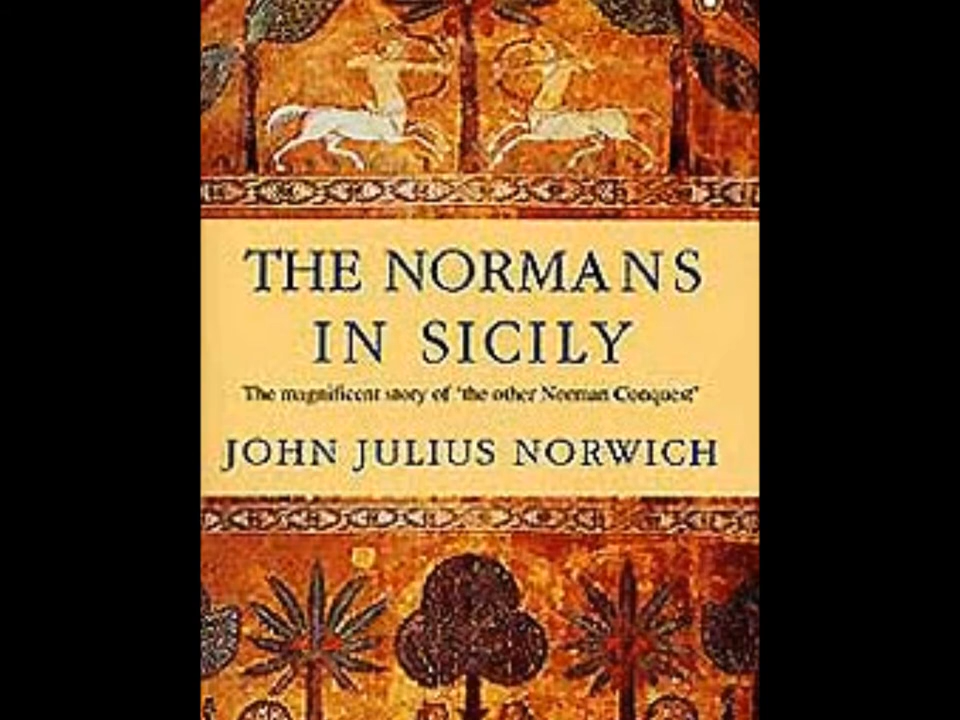 THE NORMANS
IN SICILY
The magnificent story of 'the other Norman Conquest'
JOHN JULIUS NORWICH